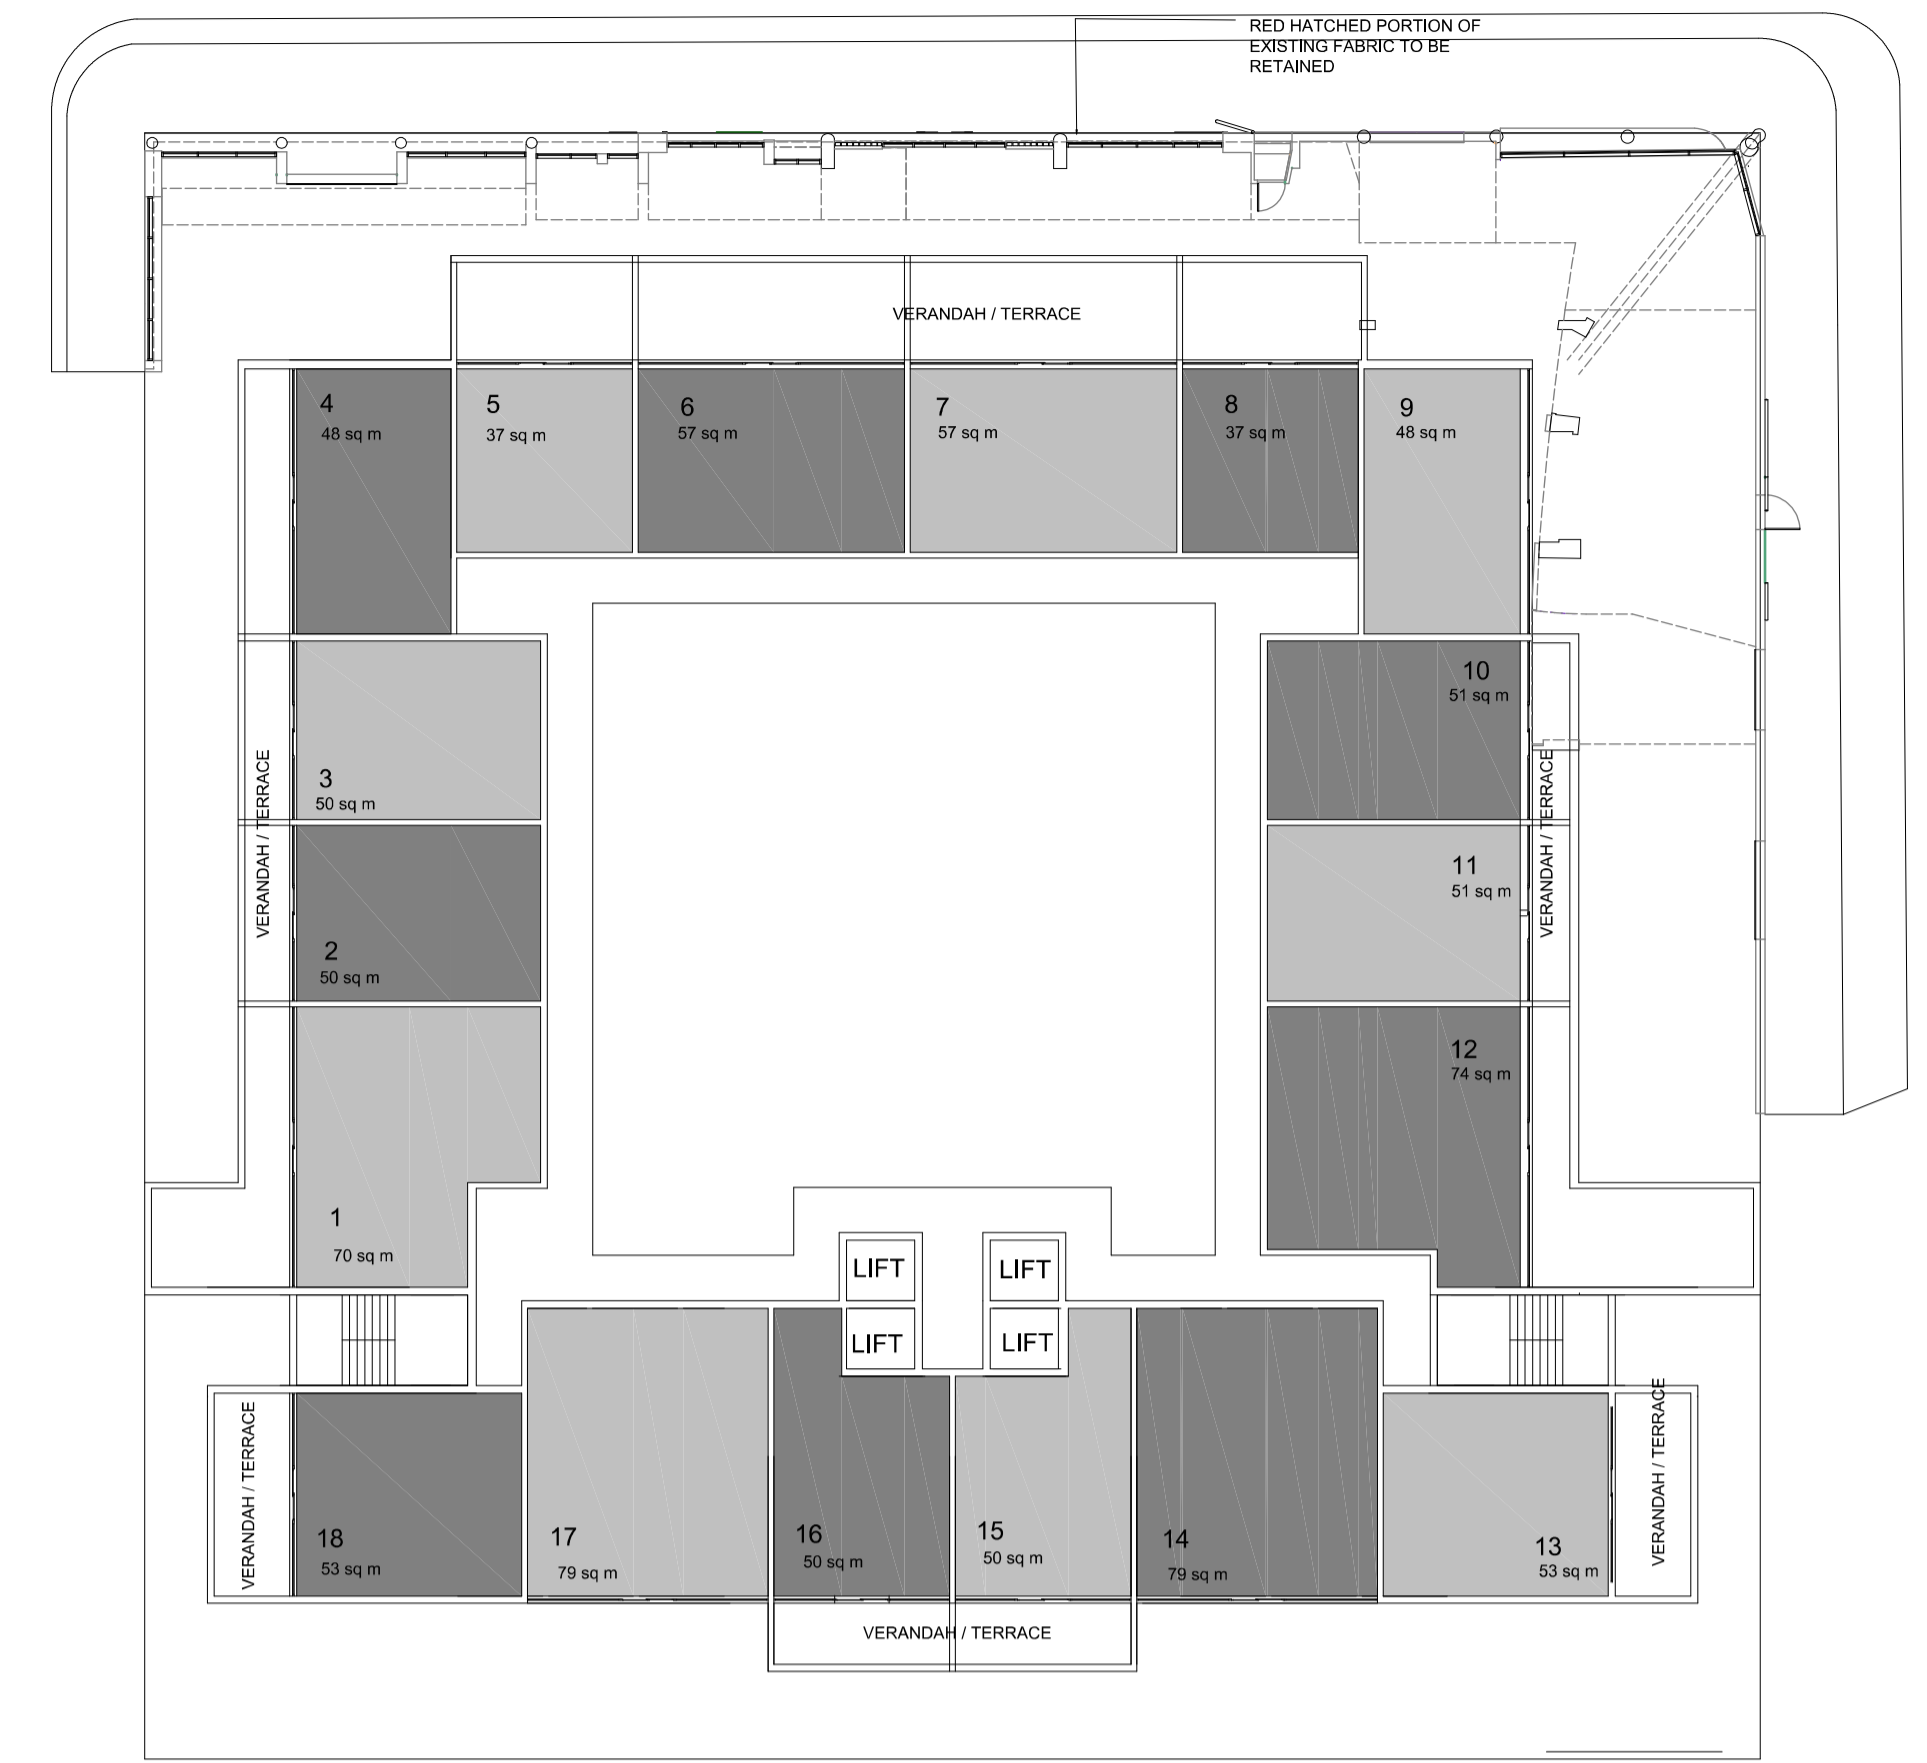 RED HATCHED PORTION OF
EXISTING FABRIC TO BE
RETAINED
VERANDAH / TERRACE
4
48 sq m
5
37 sq m
6
57 sq m
7
57 sq m
8
37 sq m
9
48 sq m
10
51 sq m
3
50 sq m
VERANDAH / TERRACE
VERANDAH / TERRACE
11
51 sq m
2
50 sq m
12
74 sq m
1
70 sq m
LIFT
LIFT
LIFT
LIFT
VERANDAH / TERRACE
VERANDAH / TERRACE
18
53 sq m
17
79 sq m
16
50 sq m
15
50 sq m
14
79 sq m
13
53 sq m
VERANDAH / TERRACE